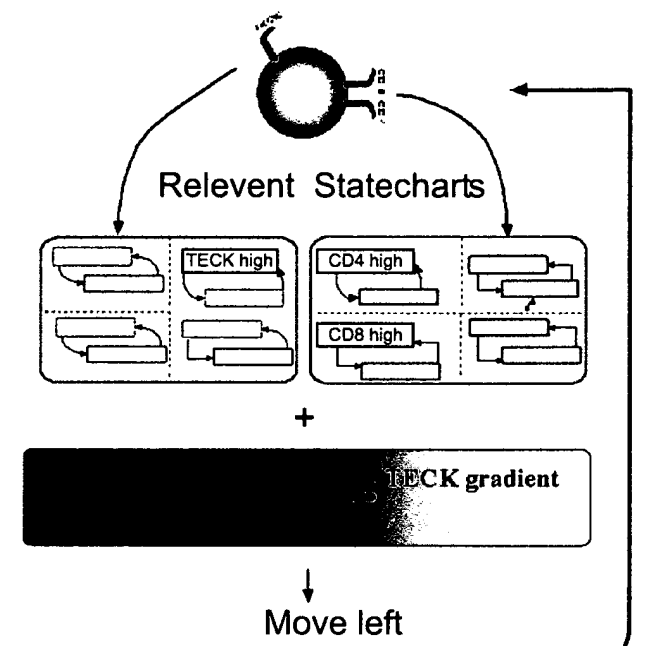 Relevent Statecharts
TECK high
CD4 high
CD8 high
+
TECK gradient
Move left